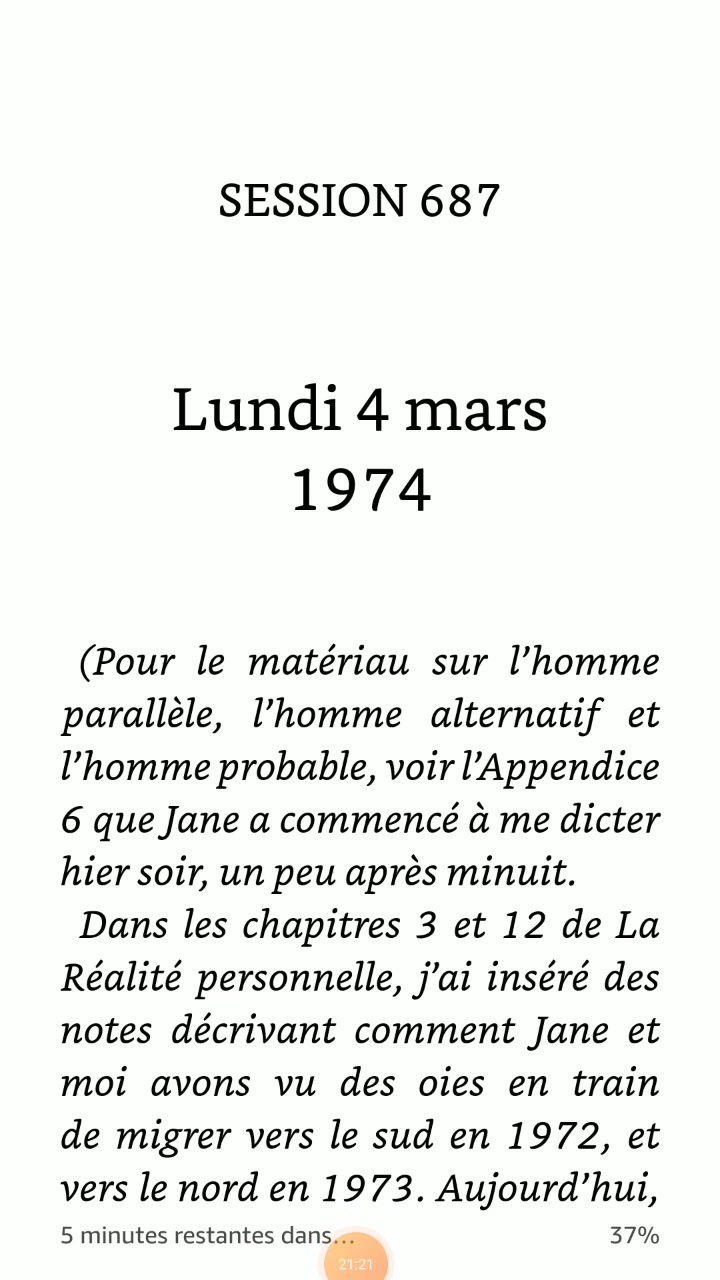 SESSION 687
Lundi 4 mars
1974
(Pour le matériau sur l’homme
parallèle, l’homme alternatif et
l’homme probable, voir l’Appendice
6 que Jane a commencé à me dicter
hier soir, un peu après minuit.
Dans les chapitres 3 et 12 de La
Réalité personnelle, j’ai inséré des
notes décrivant comment Jane et
moi avons vu des oies en train
de migrer vers le sud en 1972, et
vers le nord en 1973. Aujourd’hui,
5 minutes restantes dans… 37%
21:21